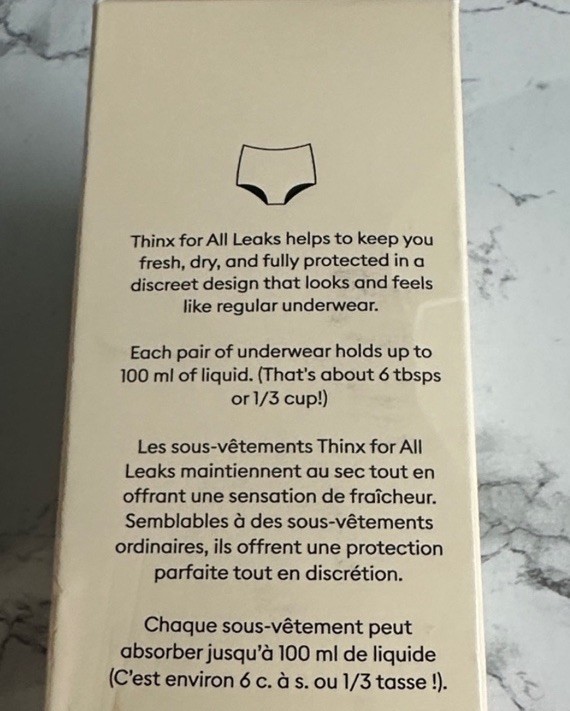 Thinx for All Leaks helps to keep you
fresh, dry, and fully protected in a
discreet design that looks and feels
like regular underwear.
Each pair of underwear holds up to
100 ml of liquid. (That's about 6 tbsps
or 1/3 cup!)
Les sous-vêtements Thinx for All
Leaks maintiennent au sec tout en
offrant une sensation de fraîcheur.
Semblables à des sous-vêtements
ordinaires, ils offrent une protection
parfaite tout en discrétion.
Chaque sous-vêtement peut
absorber jusqu'à 100 ml de liquide
(C'est environ 6 c. à s. ou 1/3 tasse !).